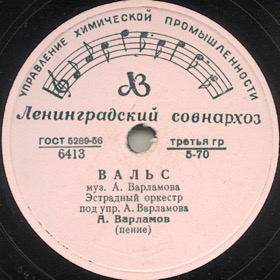 УПРАВЛЕНИЕ ХИМИЧЕСКОЙ ПРОМЫШЛЕННОСТИ
АЗ
Ленинградский совнархоз
ГОСТ 5289-56 третья гр
6413 5-70
ВАЛЬС
муз. А. Варламова
Эстрадный оркестр
под упр. А. Варламова
А. Варламов
(пение)